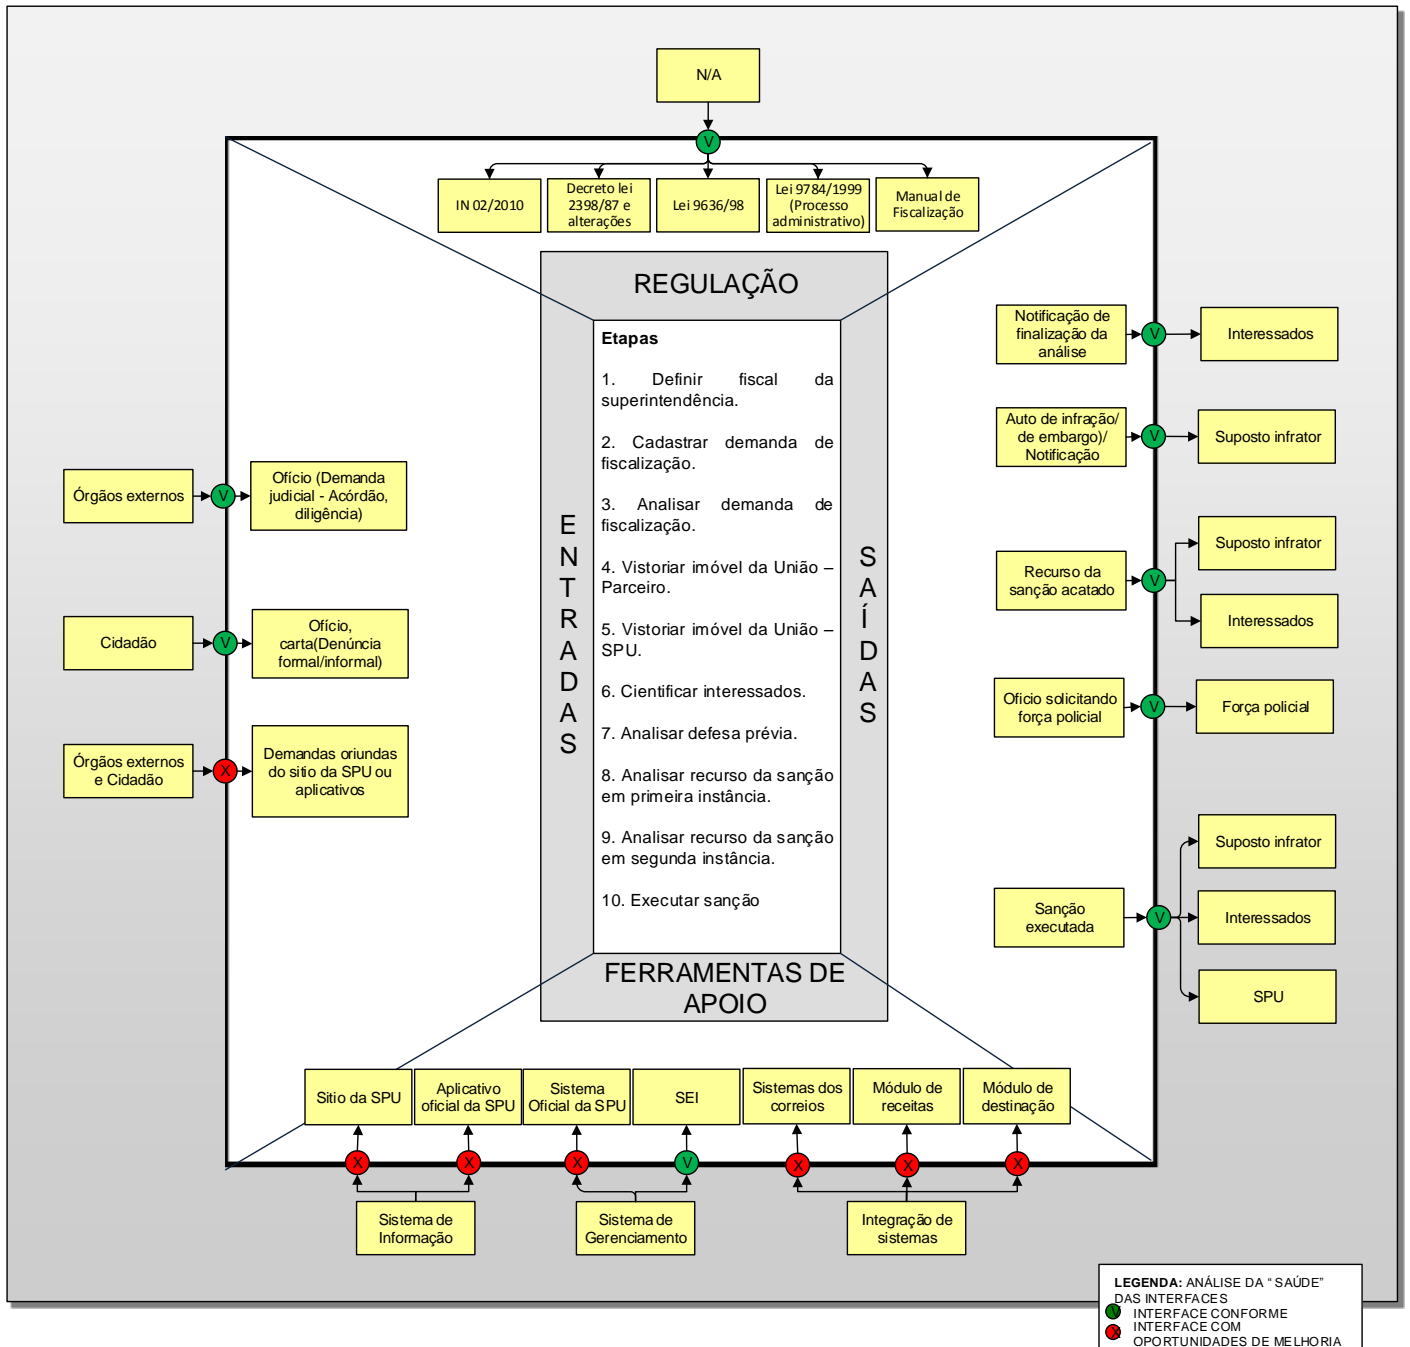 N/A
V
IN 02/2010
Decreto lei
2398/87 e
alterações
Lei 9636/98
Lei 9784/1999
(Processo
administrativo)
Manual de
Fiscalização
REGULAÇÃO
Etapas
1. Definir fiscal da
superintendência.
2. Cadastrar demanda de
fiscalização.
3. Analisar demanda de
fiscalização.
4. Vistoriar imóvel da União –
Parceiro.
5. Vistoriar imóvel da União –
SPU.
6. Cientificar interessados.
7. Analisar defesa prévia.
8. Analisar recurso da sanção
em primeira instância.
9. Analisar recurso da sanção
em segunda instância.
10. Executar sanção
ENTRADAS
SAÍDAS
FERRAMENTAS DE
APOIO
Órgãos externos
V
Ofício (Demanda
judicial - Acórdão,
diligência)
Cidadão
V
Ofício,
carta(Denúncia
formal/informal)
Órgãos externos
e Cidadão
X
Demandas oriundas
do sitio da SPU ou
aplicativos
Notificação de
finalização da
análise
V
Interessados
Auto de infração/
de embargo)/
Notificação
V
Suposto infrator
Recurso da
sanção acatado
V
Suposto infrator
Interessados
Oficio solicitando
força policial
V
Força policial
Sanção
executada
V
Suposto infrator
Interessados
SPU
Sitio da SPU
Aplicativo
oficial da SPU
Sistema
Oficial da SPU
SEI
Sistemas dos
correios
Módulo de
receitas
Módulo de
destinação
X
X
X
V
X
X
X
Sistema de
Informação
Sistema de
Gerenciamento
Integração de
sistemas
LEGENDA: ANÁLISE DA “ SAÚDE”
DAS INTERFACES
V INTERFACE CONFORME
X INTERFACE COM
OPORTUNIDADES DE MELHORIA